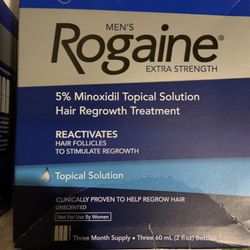 MEN'S
Rogaine®
EXTRA STRENGTH
5% Minoxidil Topical Solution
Hair Regrowth Treatment
REACTIVATES
HAIR FOLLICLES
TO STIMULATE REGROWTH
Topical Solution
CLINICALLY PROVEN TO HELP REGROW HAIR
UNSCENTED
Not For Use By Women
Three Month Supply • Three 60 mL (2 fl oz) Bottles